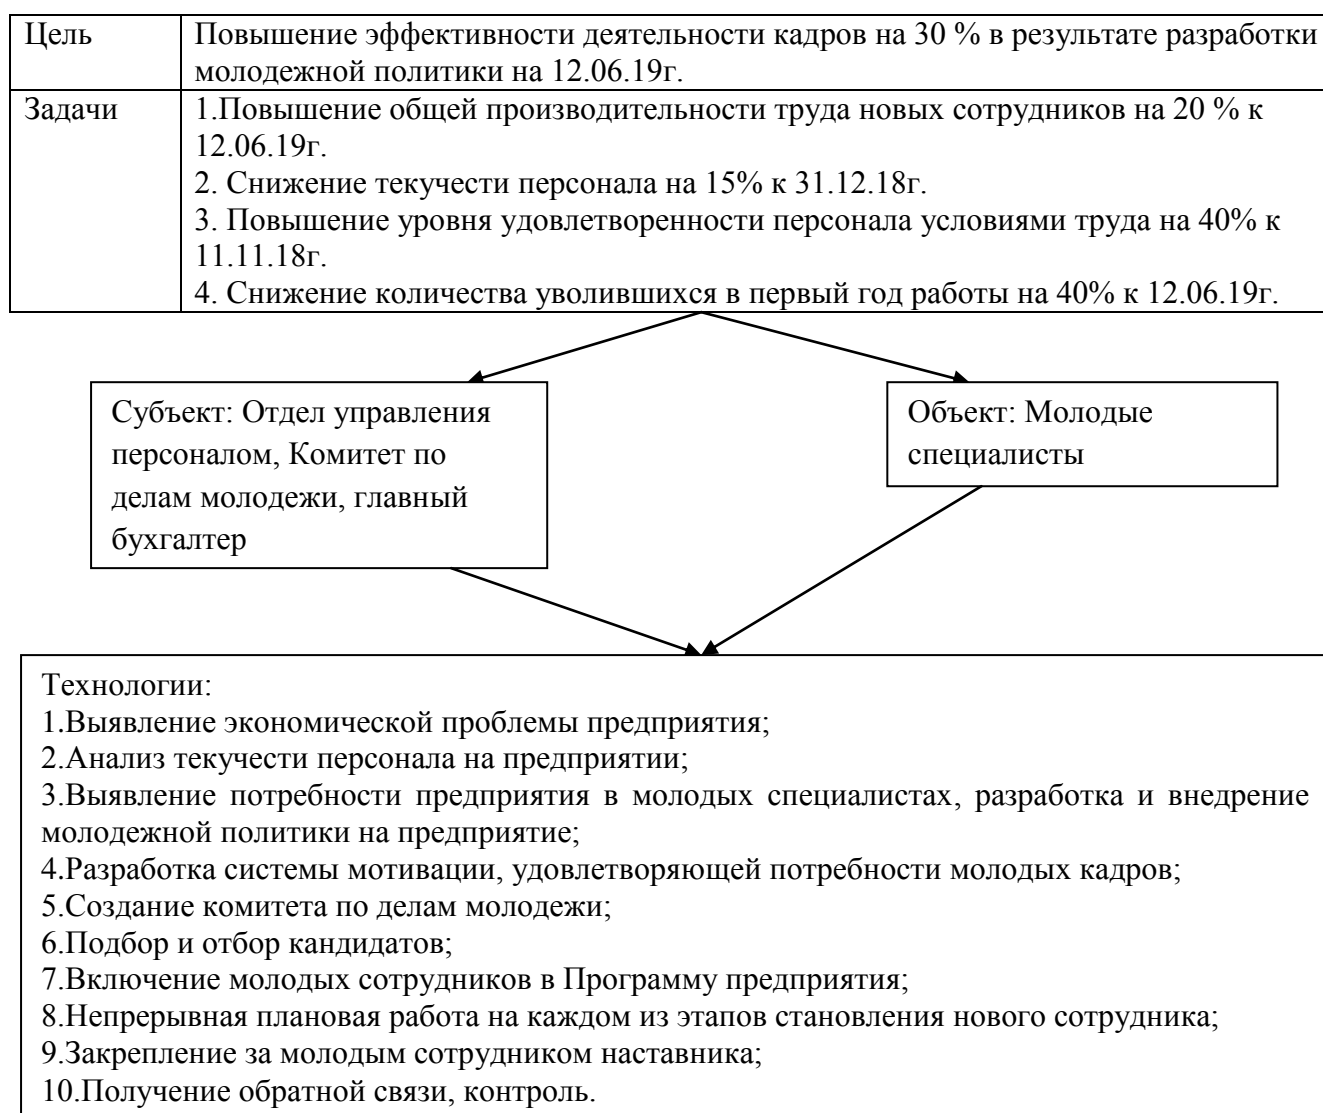 Цель
Повышение эффективности деятельности кадров на 30 % в результате разработки
молодежной политики на 12.06.19г.
Задачи
1.Повышение общей производительности труда новых сотрудников на 20 % к
12.06.19г.
2. Снижение текучести персонала на 15% к 31.12.18г.
3. Повышение уровня удовлетворенности персонала условиями труда на 40% к
11.11.18г.
4. Снижение количества уволившихся в первый год работы на 40% к 12.06.19г.
Субъект: Отдел управления
персоналом, Комитет по
делам молодежи, главный
бухгалтер
Объект: Молодые
специалисты
Технологии:
1.Выявление экономической проблемы предприятия;
2.Анализ текучести персонала на предприятии;
3.Выявление потребности предприятия в молодых специалистах, разработка и внедрение
молодежной политики на предприятие;
4.Разработка системы мотивации, удовлетворяющей потребности молодых кадров;
5.Создание комитета по делам молодежи;
6.Подбор и отбор кандидатов;
7.Включение молодых сотрудников в Программу предприятия;
8.Непрерывная плановая работа на каждом из этапов становления нового сотрудника;
9.Закрепление за молодым сотрудником наставника;
10.Получение обратной связи, контроль.